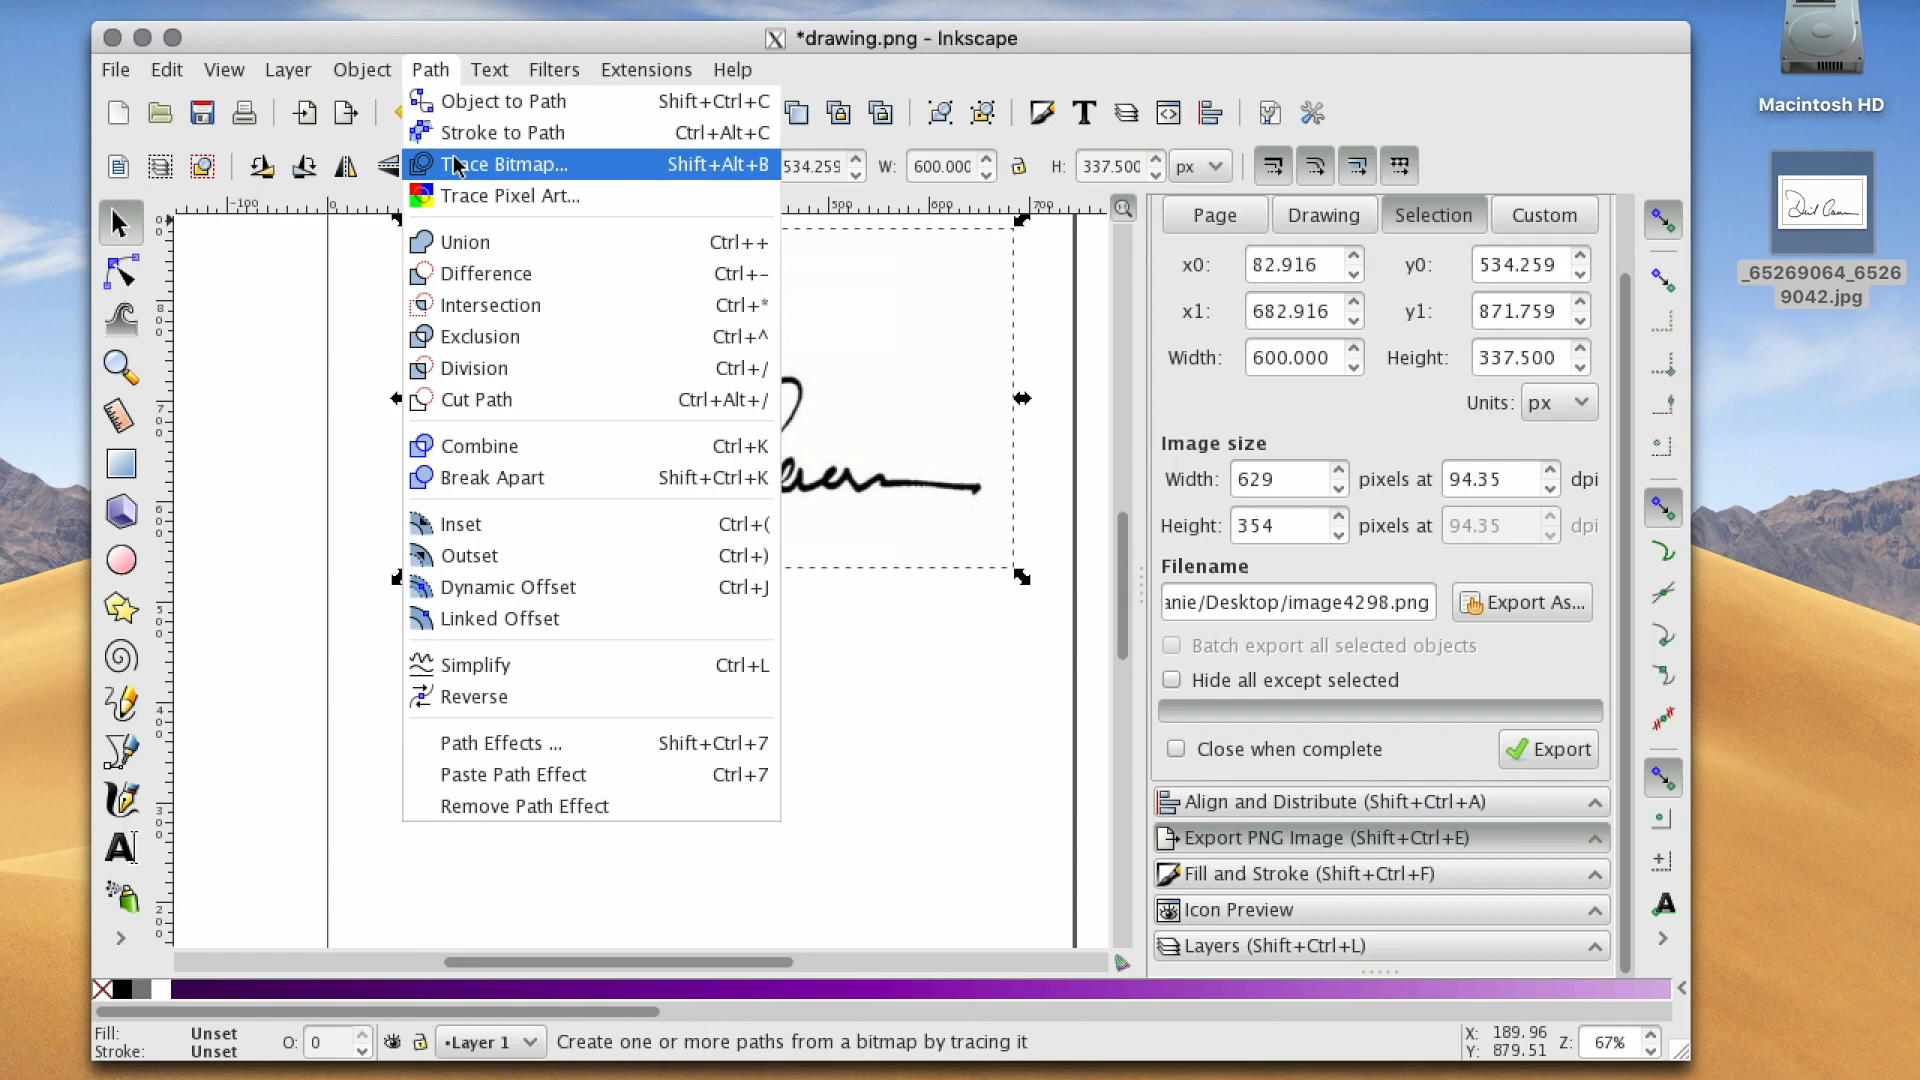 *drawing.png - Inkscape
File Edit View Layer Object Path Text Filters Extensions Help
Macintosh HD
_65269064_6526
9042.jpg
Object to Path Shift+Ctrl+C
Stroke to Path Ctrl+Alt+C
Trace Bitmap... Shift+Alt+B
Trace Pixel Art...
Union Ctrl++
Difference Ctrl+-
Intersection Ctrl+*
Exclusion Ctrl+^
Division Ctrl+/
Cut Path Ctrl+Alt+/
Combine Ctrl+K
Break Apart Shift+Ctrl+K
Inset Ctrl+(
Outset Ctrl+)
Dynamic Offset Ctrl+J
Linked Offset
Simplify Ctrl+L
Reverse
Path Effects ... Shift+Ctrl+7
Paste Path Effect Ctrl+7
Remove Path Effect
534.259 W: 600.000 H: 337.500 px
-100 0 500 600 700
Page Drawing Selection Custom
x0: 82.916 y0: 534.259
x1: 682.916 y1: 871.759
Width: 600.000 Height: 337.500
Units: px
Image size
Width: 629 pixels at 94.35 dpi
Height: 354 pixels at 94.35 dpi
Filename
anie/Desktop/image4298.png Export As...
Batch export all selected objects
Hide all except selected
Close when complete Export
Align and Distribute (Shift+Ctrl+A)
Export PNG Image (Shift+Ctrl+E)
Fill and Stroke (Shift+Ctrl+F)
Icon Preview
Layers (Shift+Ctrl+L)
Fill: Unset
Stroke: Unset
O: 0
•Layer 1
Create one or more paths from a bitmap by tracing it
X: 189.96
Y: 879.51
Z: 67%